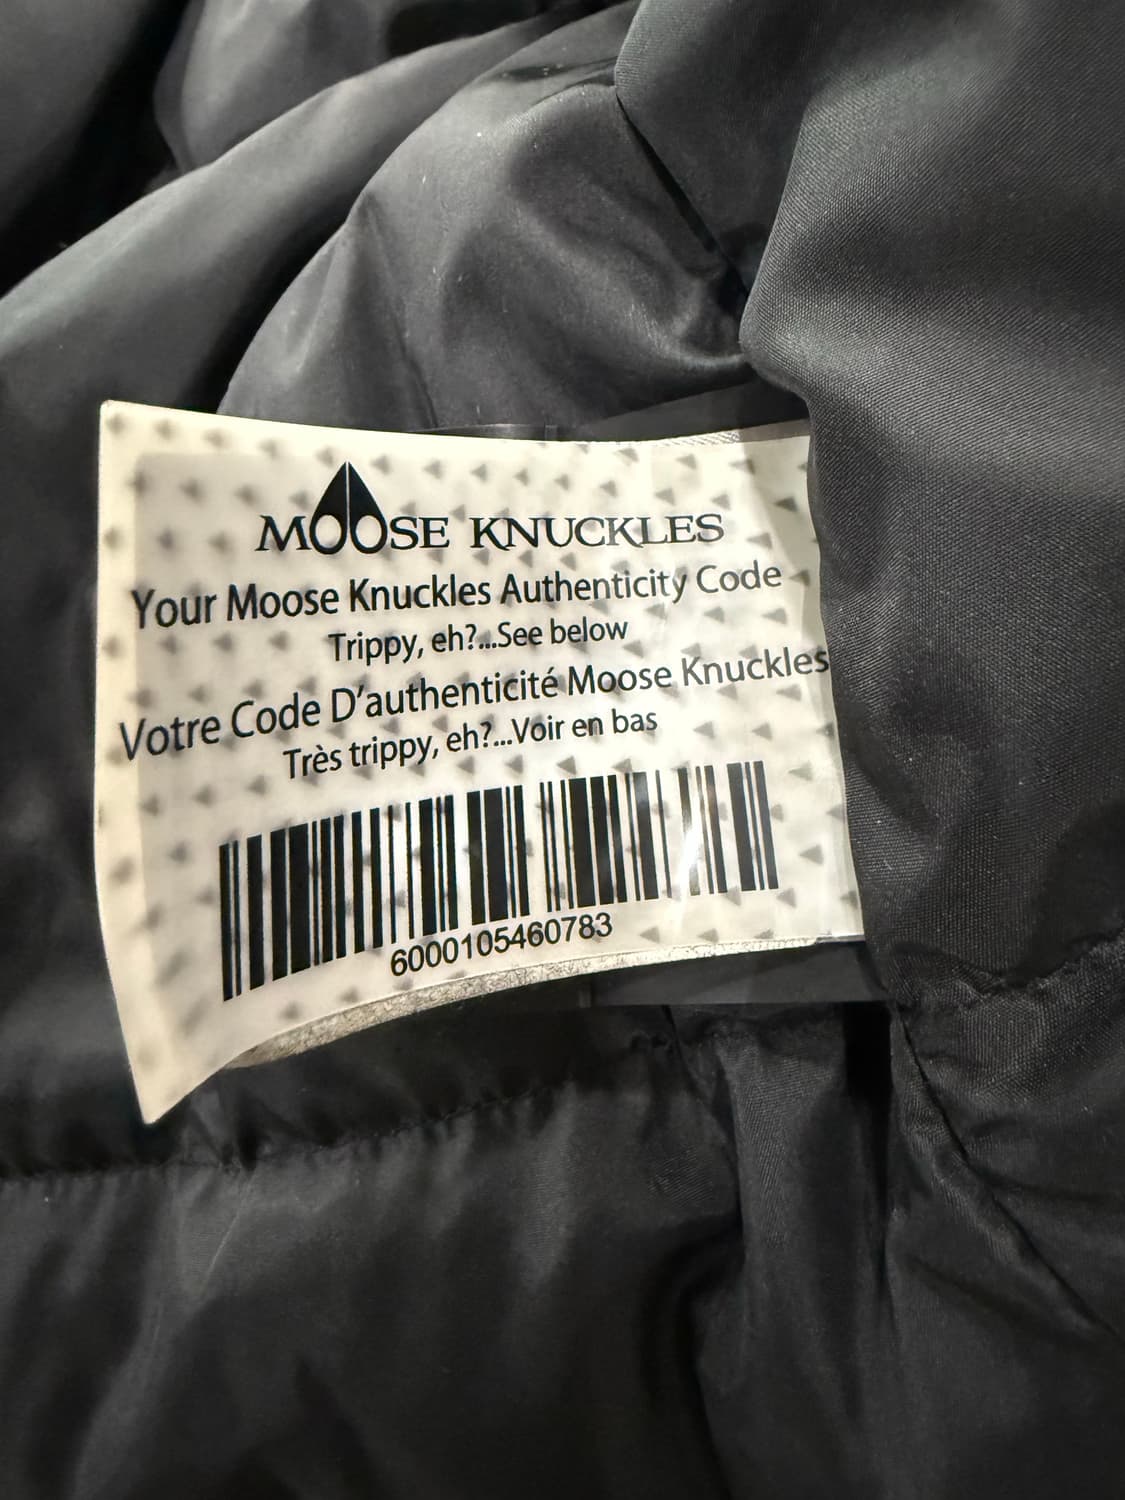 MOOSE KNUCKLES
Your Moose Knuckles Authenticity Code
Trippy, eh?...See below
Votre Code D'authenticité Moose Knuckles
Très trippy, eh?...Voir en bas
6000105460783